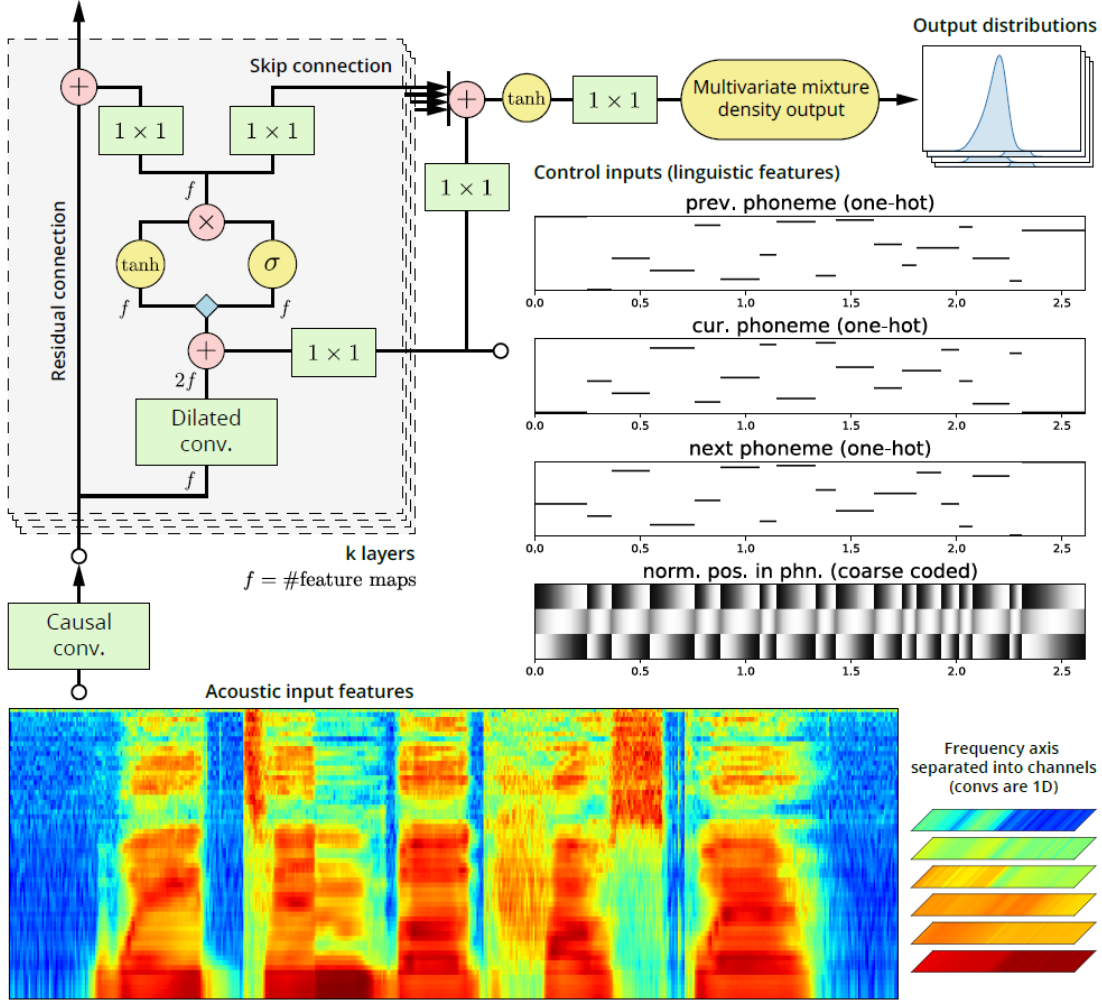 Output distributions
Skip connection
+
1 × 1
1 × 1
+
tanh
1 × 1
Multivariate mixture
density output
f
1 × 1
Control inputs (linguistic features)
prev. phoneme (one-hot)
0.0 0.5 1.0 1.5 2.0 2.5
Residual connection
×
tanh
σ
f
f
+
1 × 1
2f
Dilated
conv.
f
cur. phoneme (one-hot)
0.0 0.5 1.0 1.5 2.0 2.5
next phoneme (one-hot)
0.0 0.5 1.0 1.5 2.0 2.5
k layers
f = #feature maps
norm. pos. in phn. (coarse coded)
0.0 0.5 1.0 1.5 2.0 2.5
Causal
conv.
Acoustic input features
Frequency axis
separated into channels
(convs are 1D)